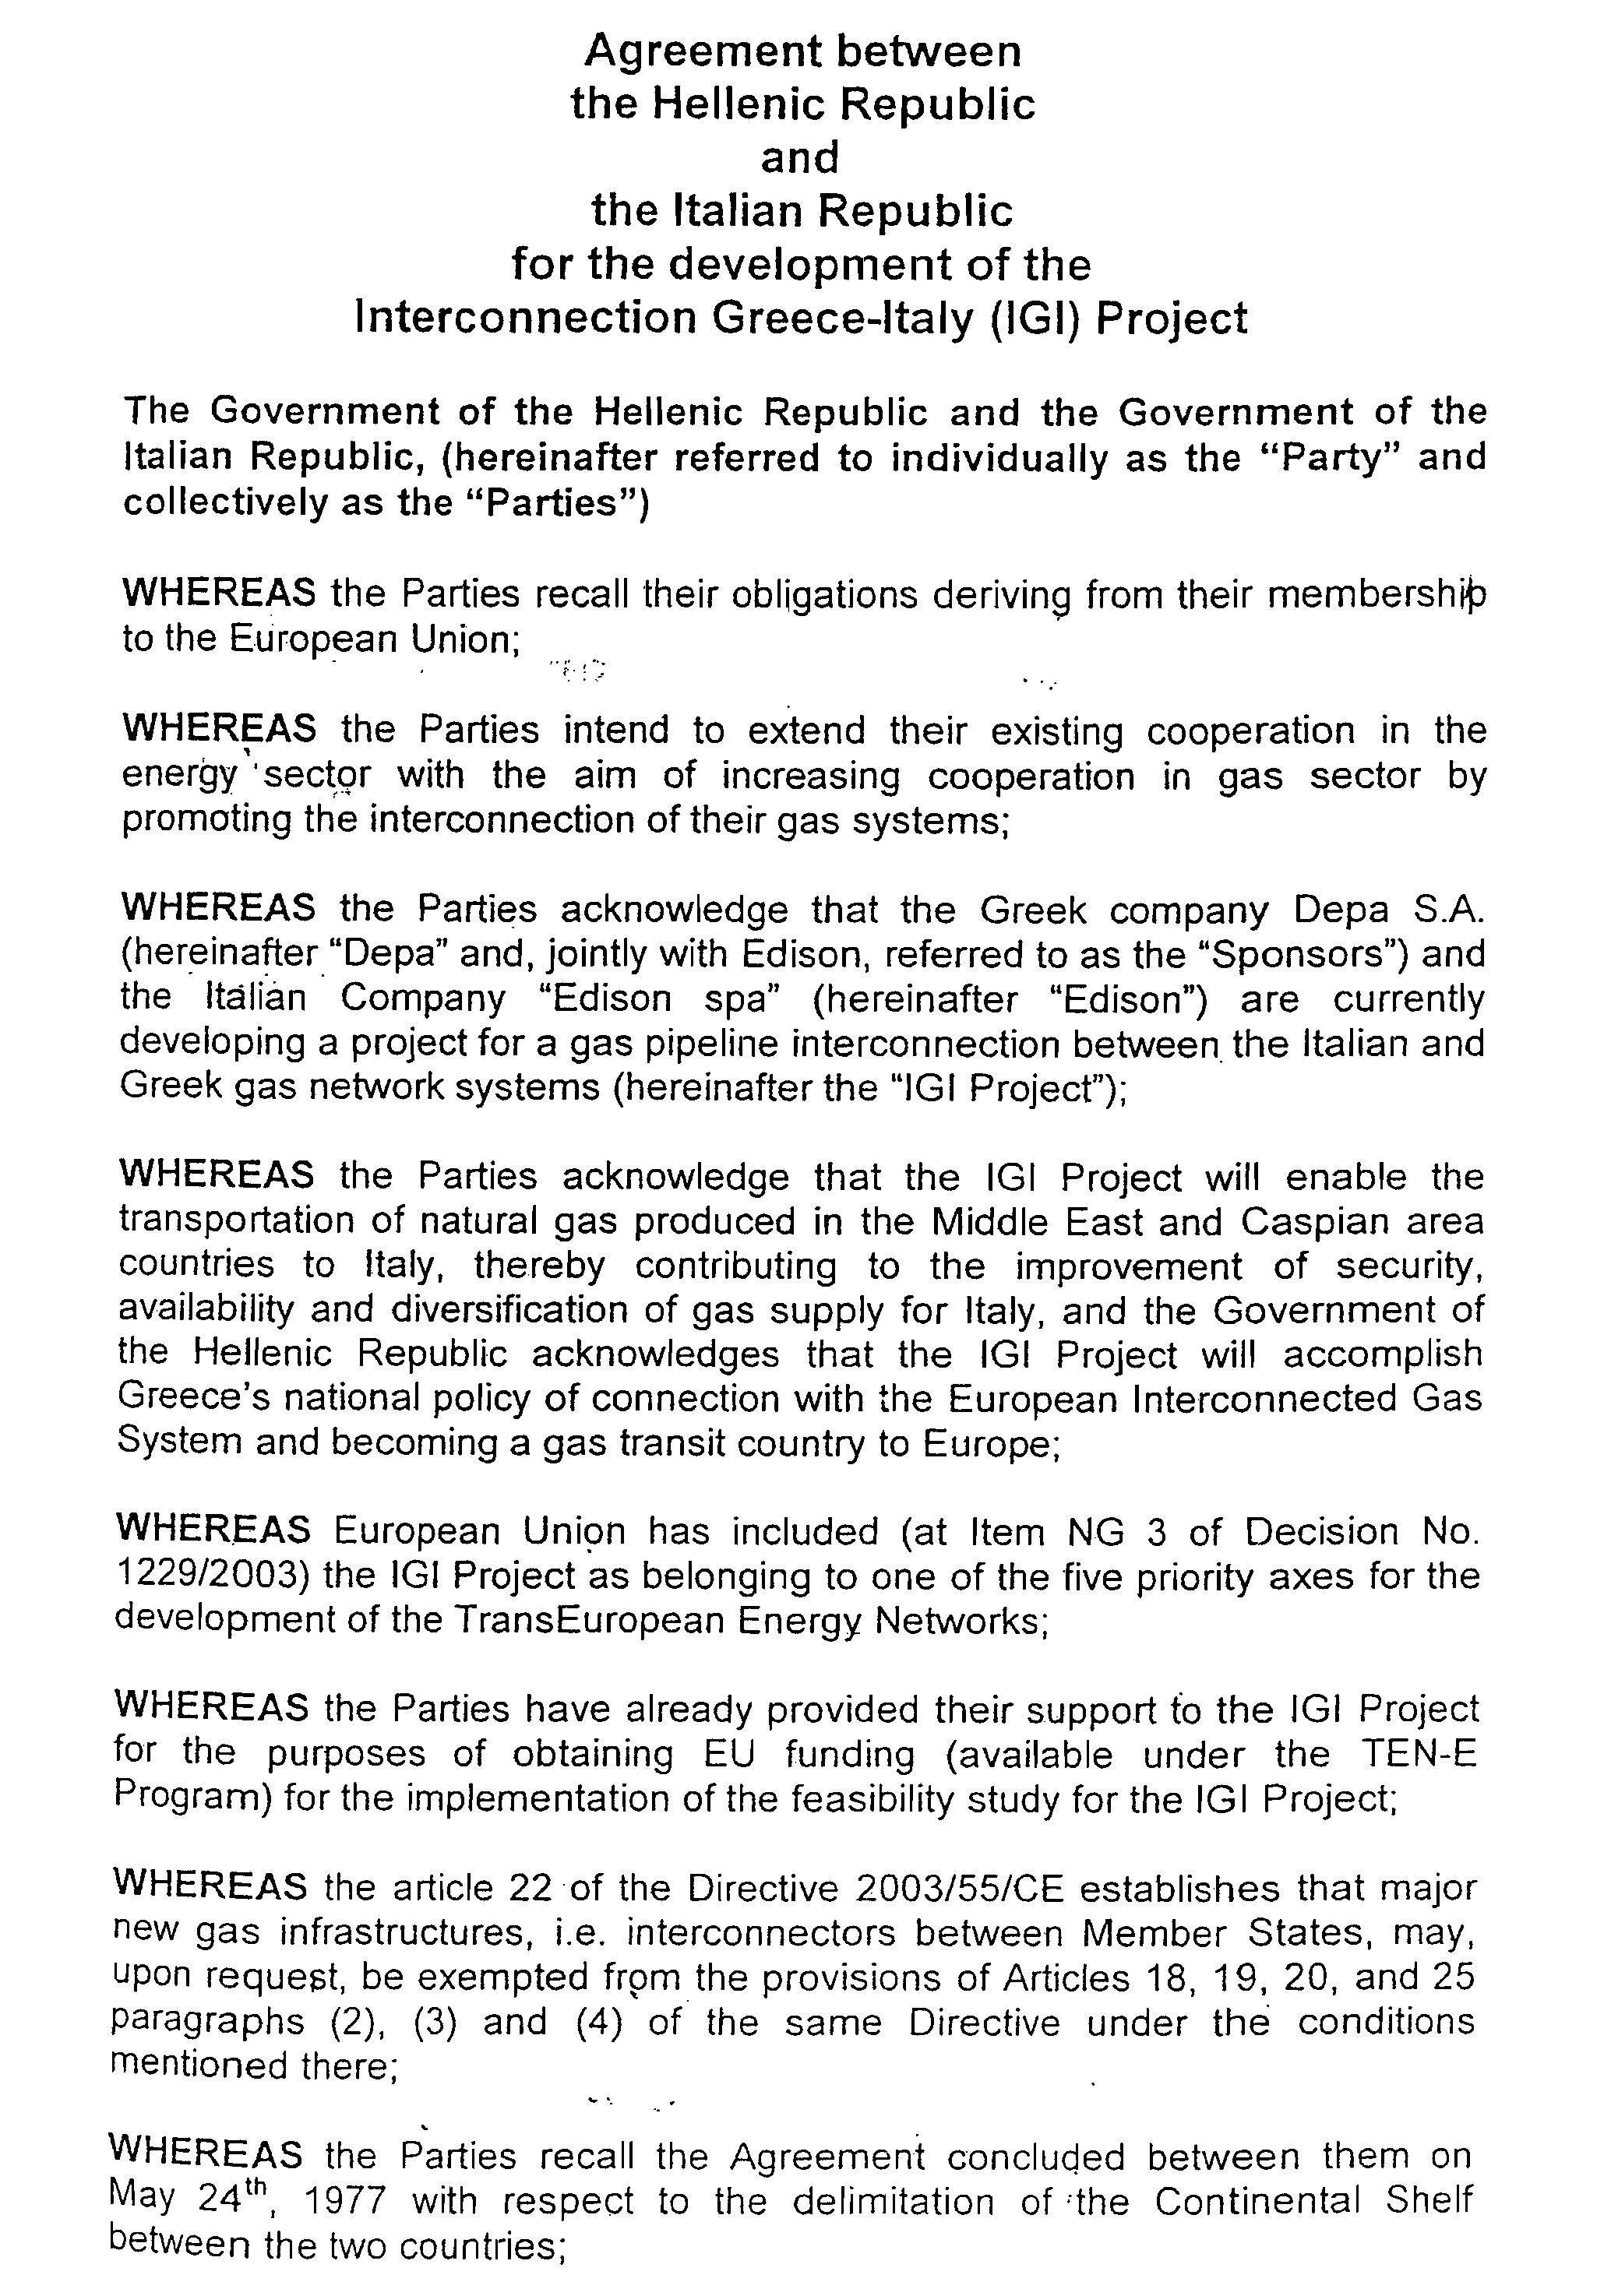 Agreement between
the Hellenic Republic
and
the Italian Republic
for the development of the
Interconnection Greece-Italy (IGI) Project
The Government of the Hellenic Republic and the Government of the
Italian Republic, (hereinafter referred to individually as the “Party” and
collectively as the “Parties”)
WHEREAS the Parties recall their obligations deriving from their membership
to the European Union;
WHEREAS the Parties intend to extend their existing cooperation in the
energy sector with the aim of increasing cooperation in gas sector by
promoting the interconnection of their gas systems;
WHEREAS the Parties acknowledge that the Greek company Depa S.A.
(hereinafter “Depa” and, jointly with Edison, referred to as the “Sponsors”) and
the Italian Company “Edison spa” (hereinafter “Edison”) are currently
developing a project for a gas pipeline interconnection between the Italian and
Greek gas network systems (hereinafter the “IGI Project”);
WHEREAS the Parties acknowledge that the IGI Project will enable the
transportation of natural gas produced in the Middle East and Caspian area
countries to Italy, thereby contributing to the improvement of security,
availability and diversification of gas supply for Italy, and the Government of
the Hellenic Republic acknowledges that the IGI Project will accomplish
Greece’s national policy of connection with the European Interconnected Gas
System and becoming a gas transit country to Europe;
WHEREAS European Union has included (at Item NG 3 of Decision No.
1229/2003) the IGI Project as belonging to one of the five priority axes for the
development of the TransEuropean Energy Networks;
WHEREAS the Parties have already provided their support to the IGI Project
for the purposes of obtaining EU funding (available under the TEN-E
Program) for the implementation of the feasibility study for the IGI Project;
WHEREAS the article 22 of the Directive 2003/55/CE establishes that major
new gas infrastructures, i.e. interconnectors between Member States, may,
upon request, be exempted from the provisions of Articles 18, 19, 20, and 25
paragraphs (2), (3) and (4) of the same Directive under the conditions
mentioned there;
WHEREAS the Parties recall the Agreement concluded between them on
May 24th, 1977 with respect to the delimitation of the Continental Shelf
between the two countries;